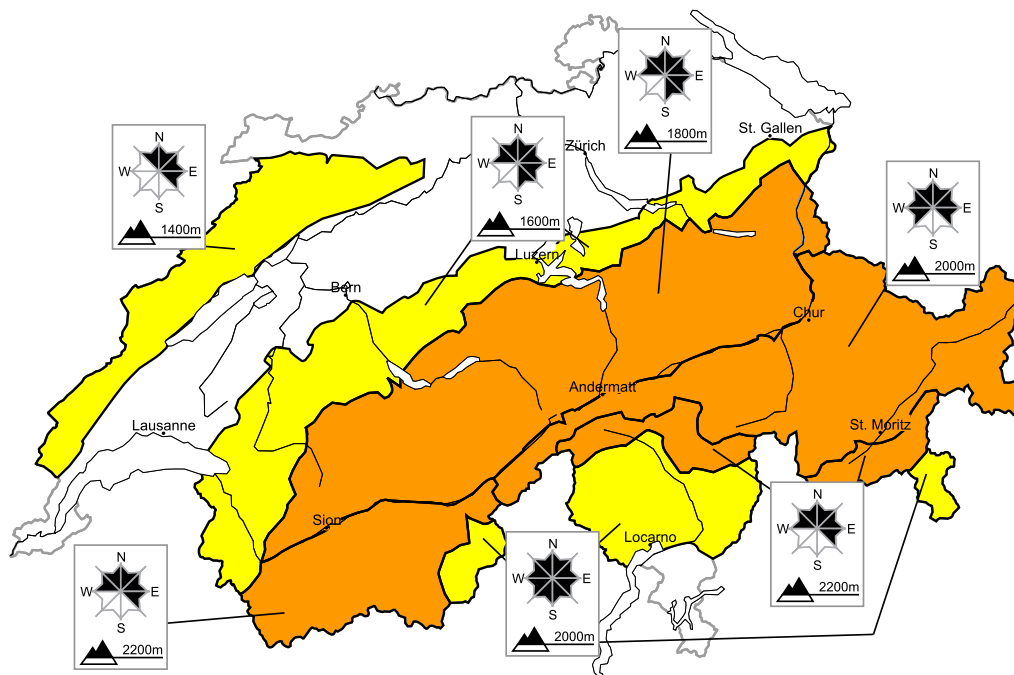 N
W E
S
1800m
N
W E
S
1600m
N
W E
S
1400m
St. Gallen
Zürich
N
W E
S
2000m
Luzern
Bern
Chur
Andermatt
Lausanne
St. Moritz
Sion
Locarno
N
W E
S
2200m
N
W E
S
2000m
N
W E
S
2200m